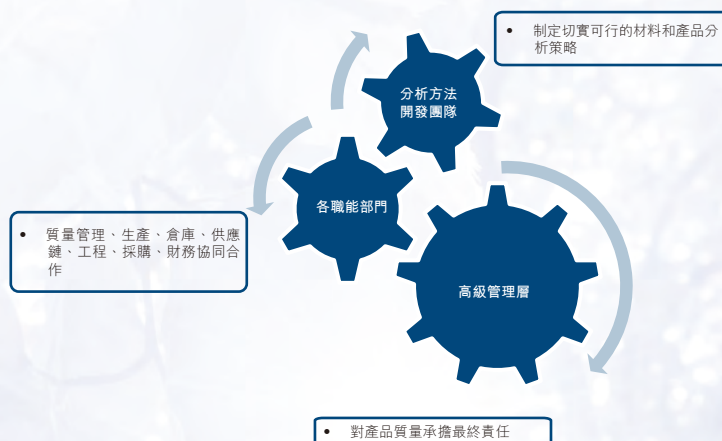 • 制定切實可行的材料和產品分
析策略
分析方法
開發團隊
各職能部門
• 質量管理、生產、倉庫、供應
鏈、工程、採購、財務協同合
作
高級管理層
• 對產品質量承擔最終責任